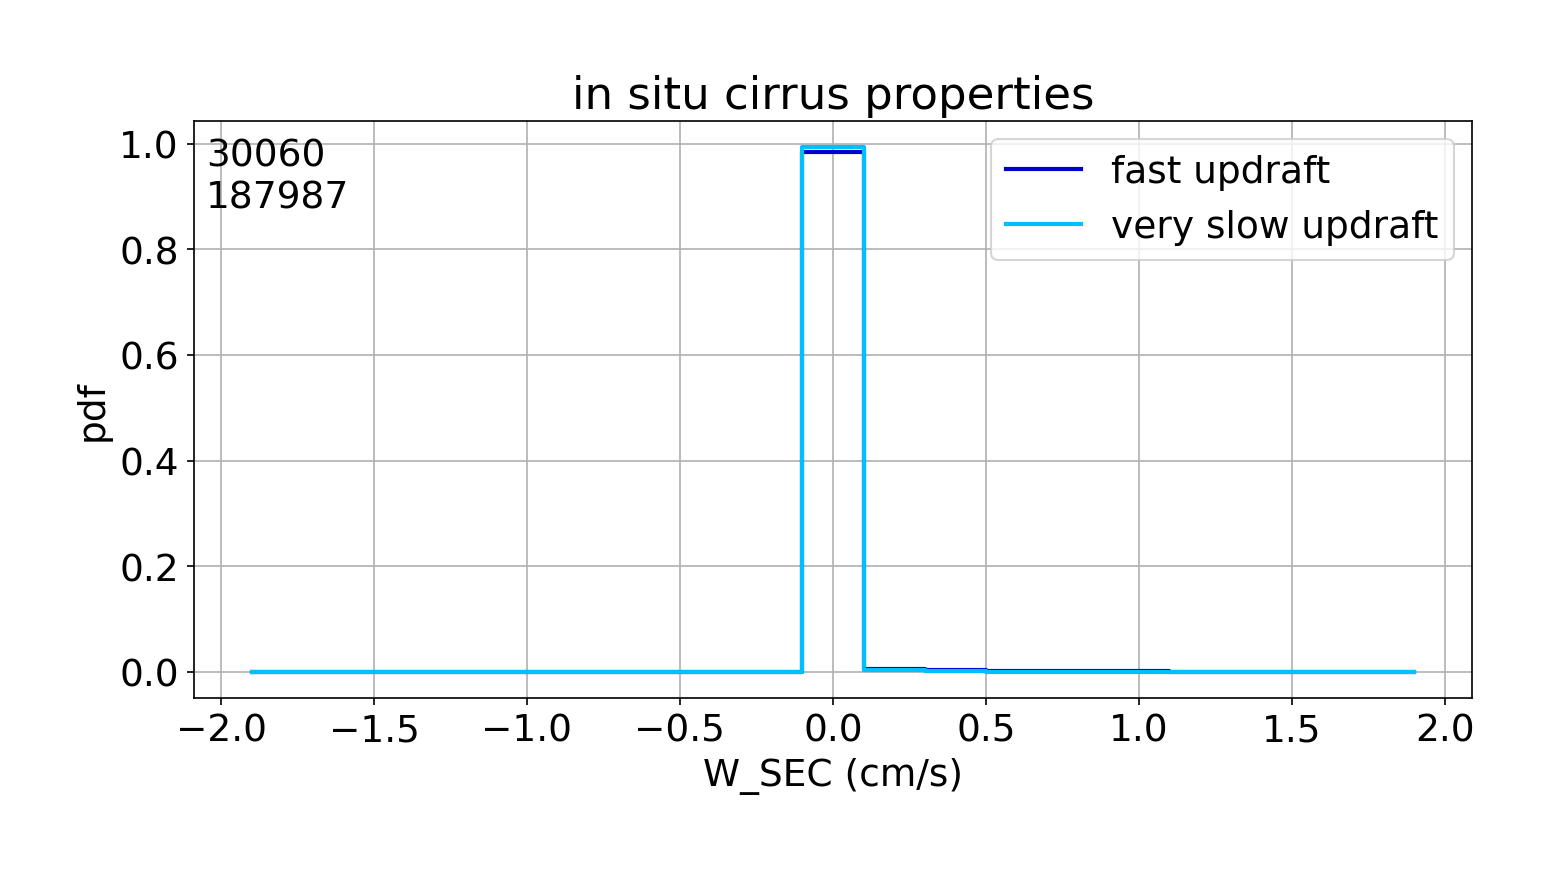 in situ cirrus properties
1.0
0.8
0.6
0.4
0.2
0.0
pdf
30060
187987
fast updraft
very slow updraft
−2.0 −1.5 −1.0 −0.5 0.0 0.5 1.0 1.5 2.0
W_SEC (cm/s)